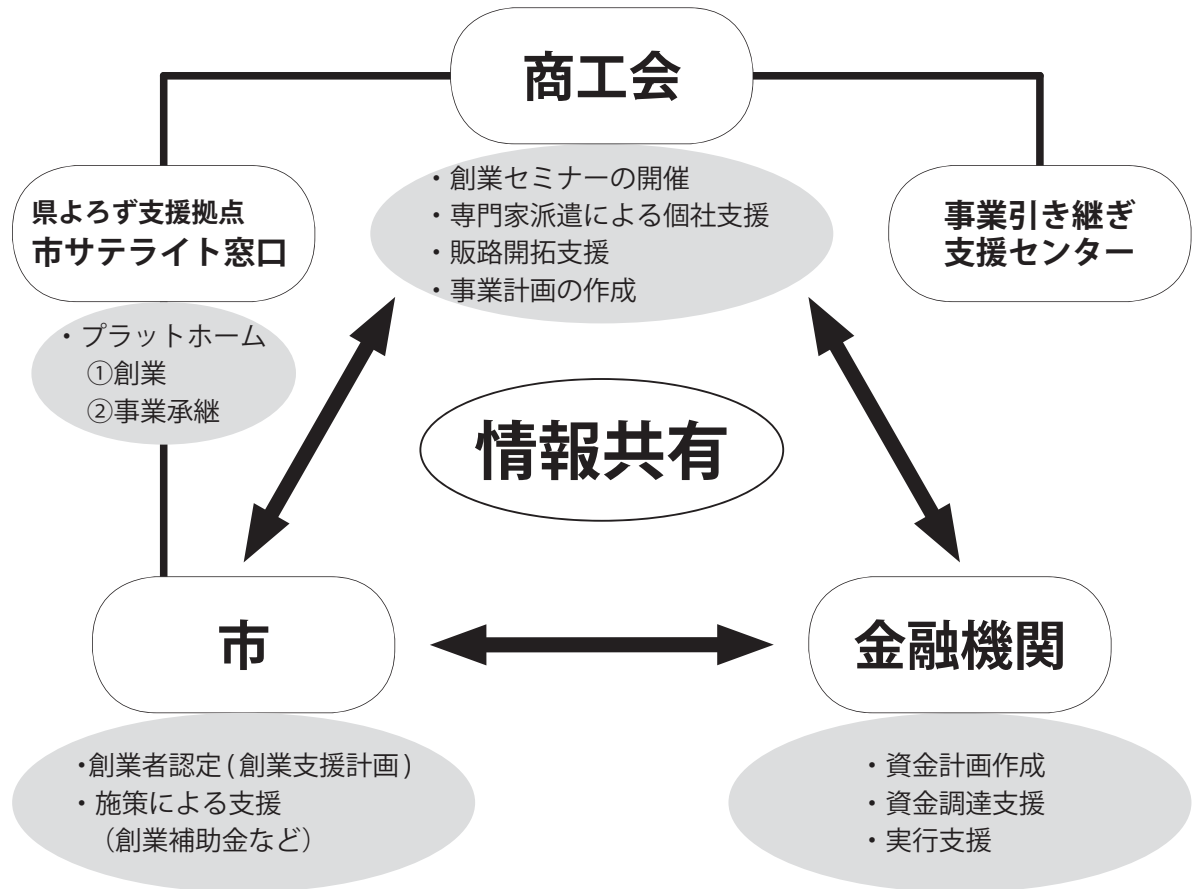 商工会
・創業セミナーの開催
・専門家派遣による個社支援
・販路開拓支援
・事業計画の作成
県よろず支援拠点
市サテライト窓口
・プラットホーム
①創業
②事業承継
事業引き継ぎ
支援センター
情報共有
市
・創業者認定(創業支援計画)
・施策による支援
（創業補助金など）
金融機関
・資金計画作成
・資金調達支援
・実行支援